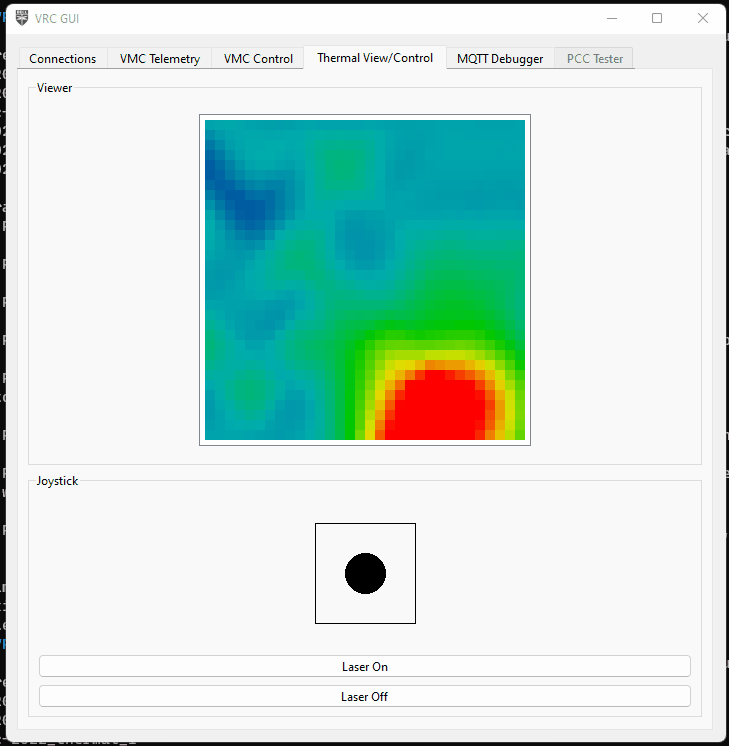 VRC GUI
Connections VMC Telemetry VMC Control Thermal View/Control MQTT Debugger PCC Tester
Viewer
Joystick
Laser On
Laser Off